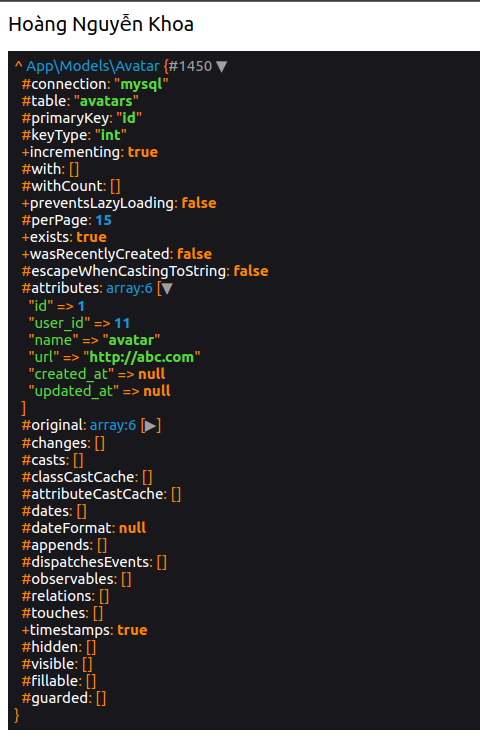 Hoàng Nguyễn Khoa
^ App\Models\Avatar {#1450 ▼
#connection: "mysql"
#table: "avatars"
#primaryKey: "id"
#keyType: "int"
+incrementing: true
#with: []
#withCount: []
+preventsLazyLoading: false
#perPage: 15
+exists: true
+wasRecentlyCreated: false
#escapeWhenCastingToString: false
#attributes: array:6 [▼
"id" => 1
"user_id" => 11
"name" => "avatar"
"url" => "http://abc.com"
"created_at" => null
"updated_at" => null
]
#original: array:6 [▶]
#changes: []
#casts: []
#classCastCache: []
#attributeCastCache: []
#dates: []
#dateFormat: null
#appends: []
#dispatchesEvents: []
#observables: []
#relations: []
#touches: []
+timestamps: true
#hidden: []
#visible: []
#fillable: []
#guarded: []
}